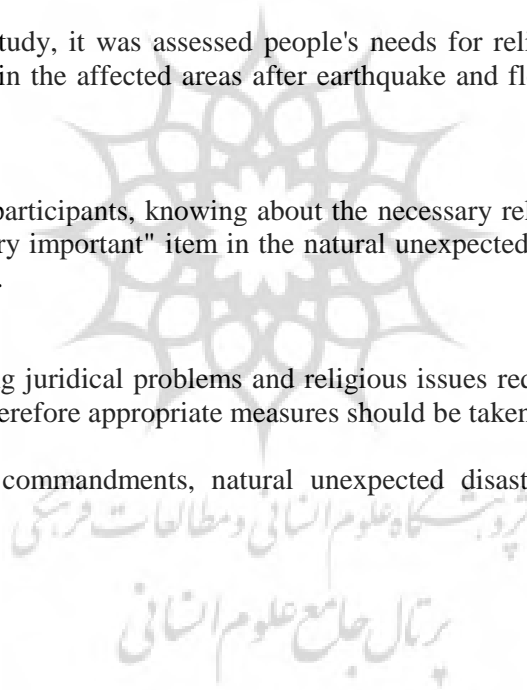 tudy, it was assessed people's needs for reli
in the affected areas after earthquake and fl
participants, knowing about the necessary rel
ry important" item in the natural unexpected
.
g juridical problems and religious issues rec
erefore appropriate measures should be taken
commandments, natural unexpected disast
پژوهشگاه علوم انسانی و مطالعات فرهنگی
پرتال جامع علوم انسانی